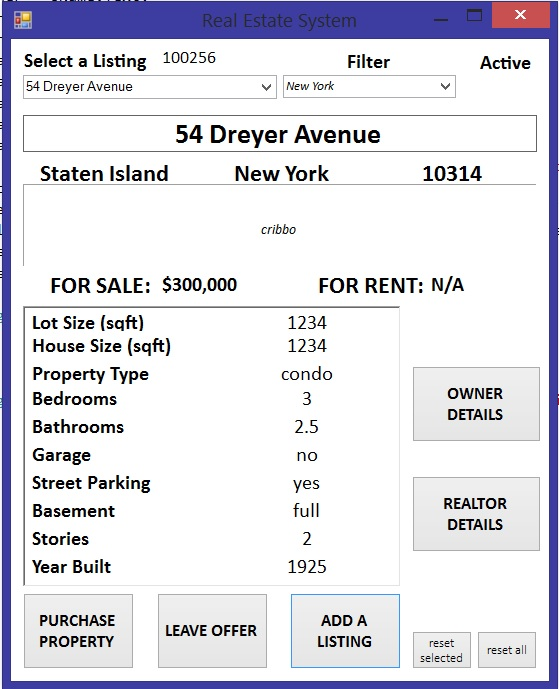 Real Estate System
Select a Listing 100256 Filter Active
54 Dreyer Avenue New York
54 Dreyer Avenue
Staten Island New York 10314
cribbo
FOR SALE: $300,000 FOR RENT: N/A
Lot Size (sqft) 1234
House Size (sqft) 1234
Property Type condo
Bedrooms 3
Bathrooms 2.5
Garage no
Street Parking yes
Basement full
Stories 2
Year Built 1925
OWNER
DETAILS
REALTOR
DETAILS
PURCHASE
PROPERTY
LEAVE OFFER
ADD A
LISTING
reset
selected
reset all